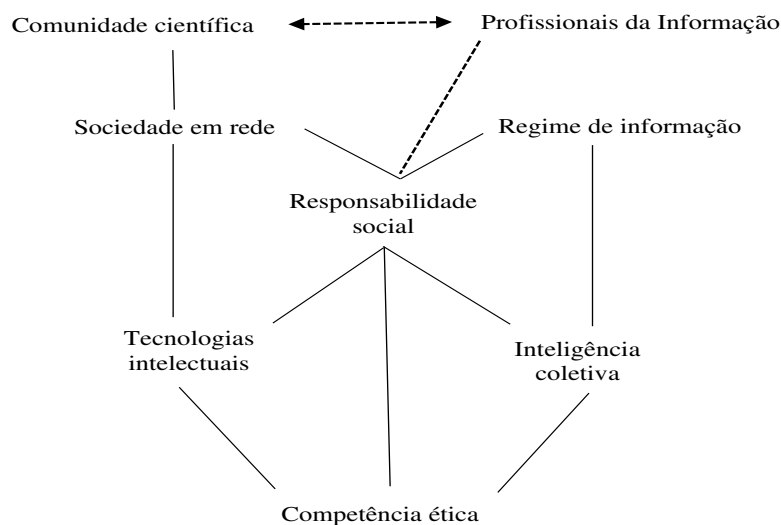 Comunidade científica
Profissionais da Informação
Sociedade em rede
Regime de informação
Responsabilidade
social
Tecnologias
intelectuais
Inteligência
coletiva
Competência ética